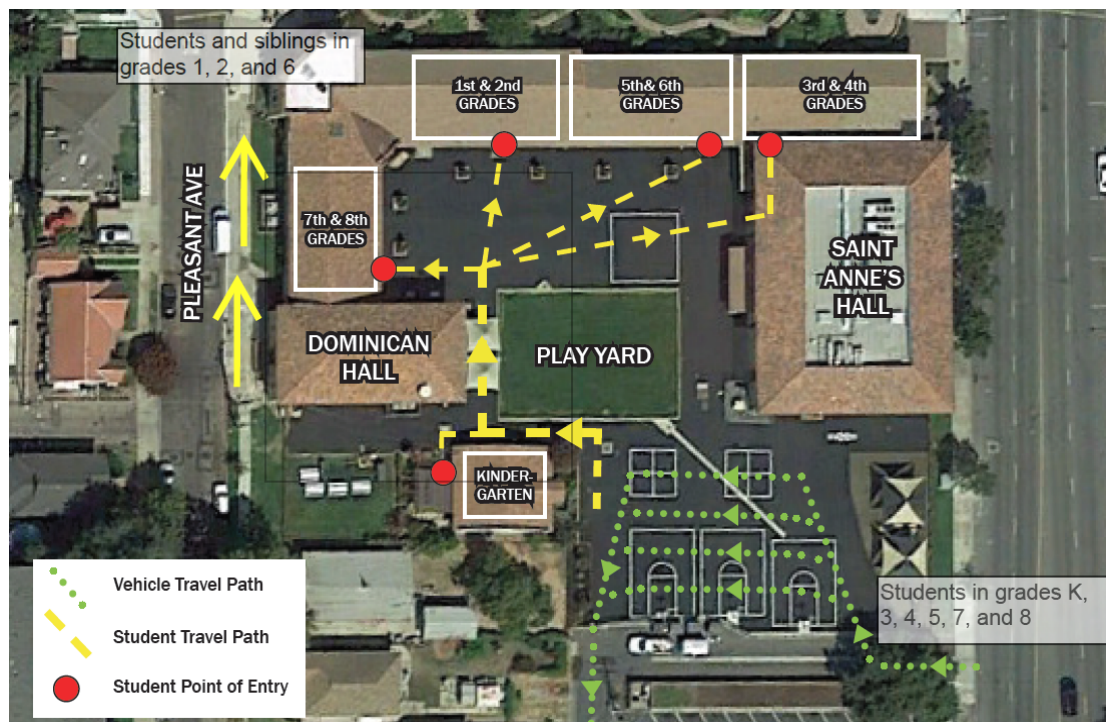 Students and siblings in
grades 1, 2, and 6
1st & 2nd
GRADES
5th& 6th
GRADES
3rd & 4th
GRADES
PLEASANT AVE
7th & 8th
GRADES
SAINT
ANNE'S
HALL
DOMINICAN
HALL
PLAY YARD
KINDER-
GARTEN
Students in grades K,
3, 4, 5, 7, and 8
Vehicle Travel Path
Student Travel Path
Student Point of Entry